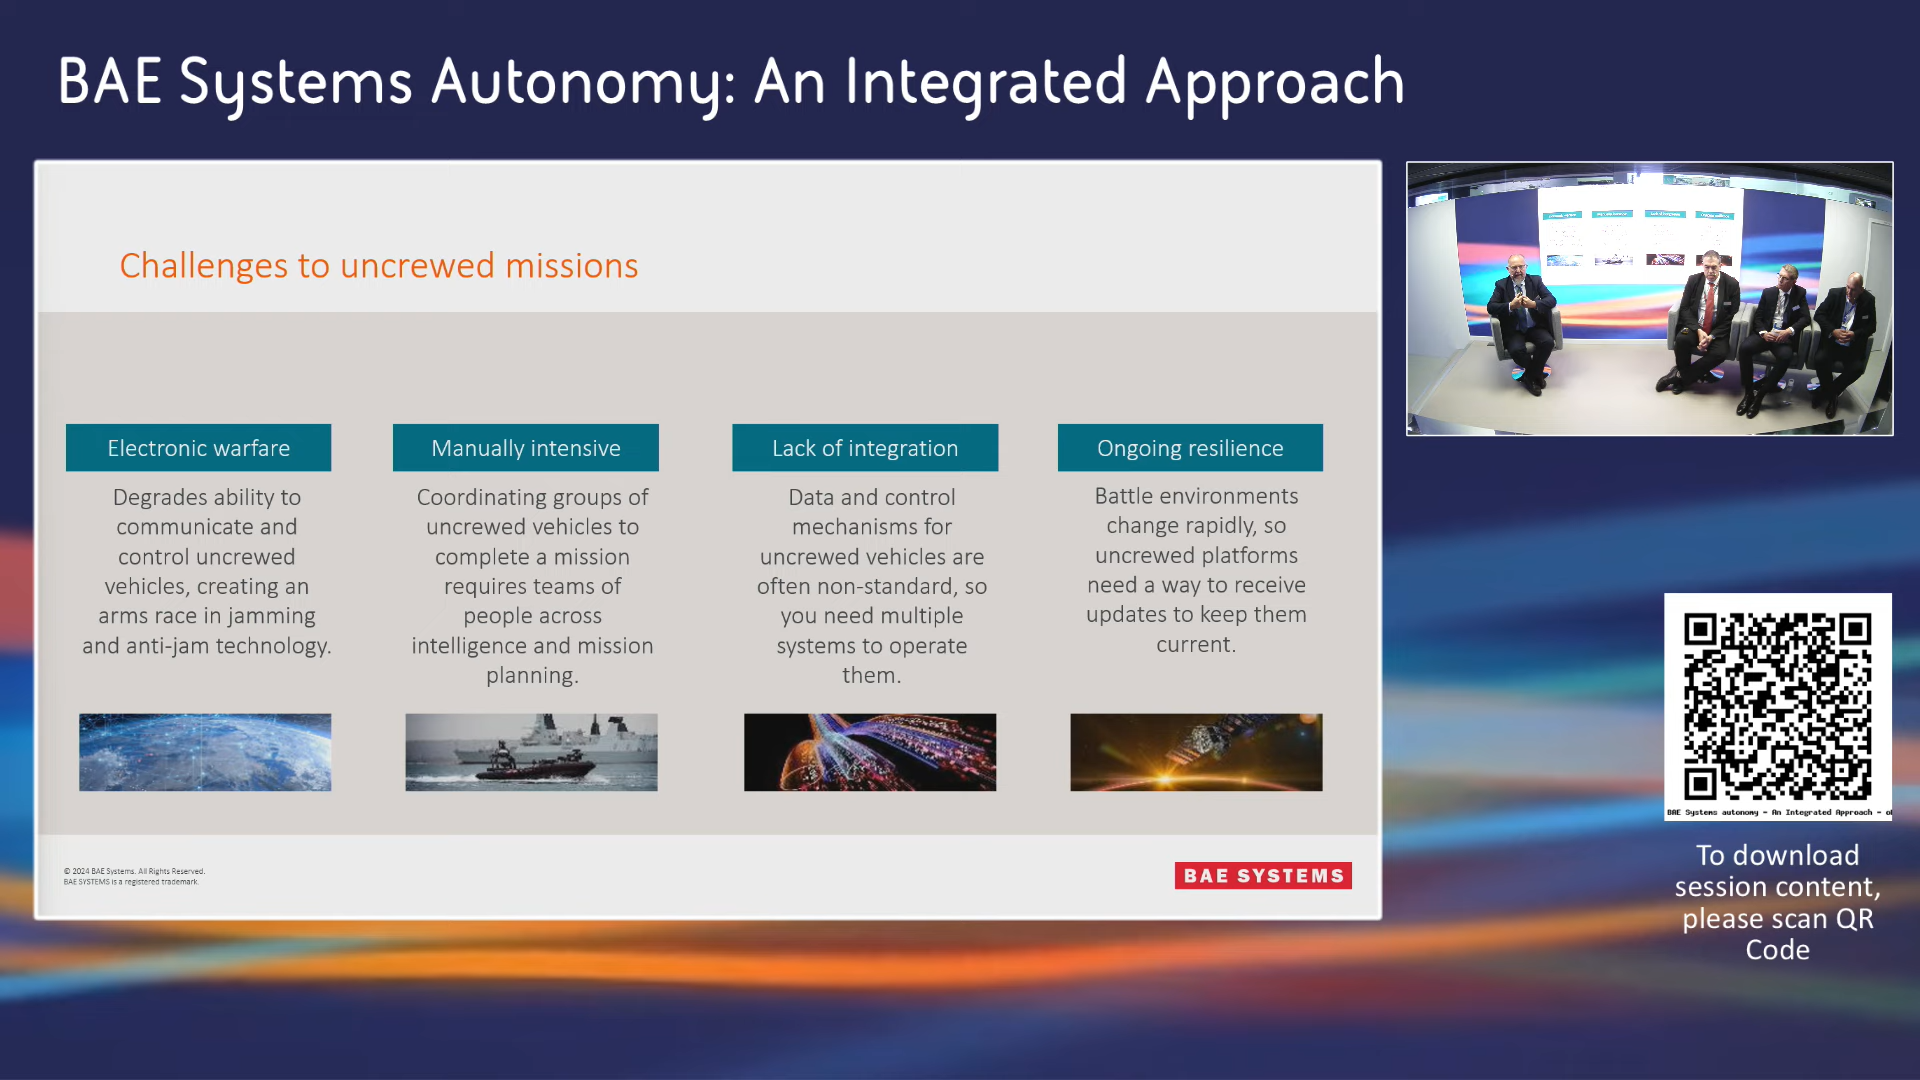 BAE Systems Autonomy: An Integrated Approach
Challenges to uncrewed missions
Electronic warfare
Degrades ability to
communicate and
control uncrewed
vehicles, creating an
arms race in jamming
and anti-jam technology.
Manually intensive
Coordinating groups of
uncrewed vehicles to
complete a mission
requires teams of
people across
intelligence and mission
planning.
Lack of integration
Data and control
mechanisms for
uncrewed vehicles are
often non-standard, so
you need multiple
systems to operate
them.
Ongoing resilience
Battle environments
change rapidly, so
uncrewed platforms
need a way to receive
updates to keep them
current.
© 2024 BAE Systems. All Rights Reserved.
BAE SYSTEMS is a registered trademark.
BAE SYSTEMS
BAE Systems autonomy - An Integrated Approach -
To download
session content,
please scan QR
Code